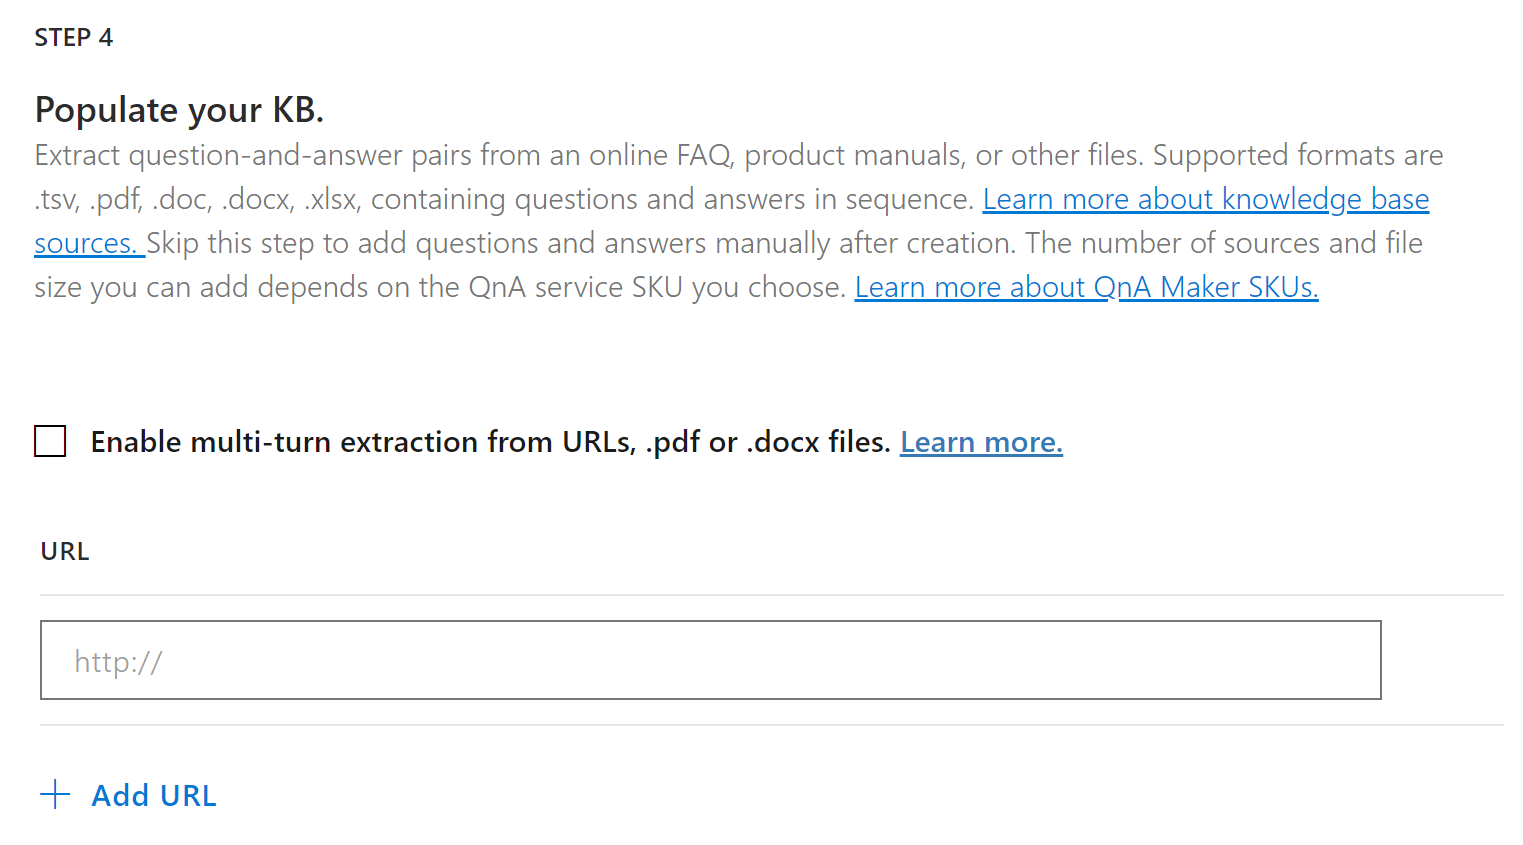 STEP 4
Populate your KB.
Extract question-and-answer pairs from an online FAQ, product manuals, or other files. Supported formats are
.tsv, .pdf, .doc, .docx, .xlsx, containing questions and answers in sequence. Learn more about knowledge base
sources. Skip this step to add questions and answers manually after creation. The number of sources and file
size you can add depends on the QnA service SKU you choose. Learn more about QnA Maker SKUs.
Enable multi-turn extraction from URLs, .pdf or .docx files. Learn more.
URL
http://
Add URL